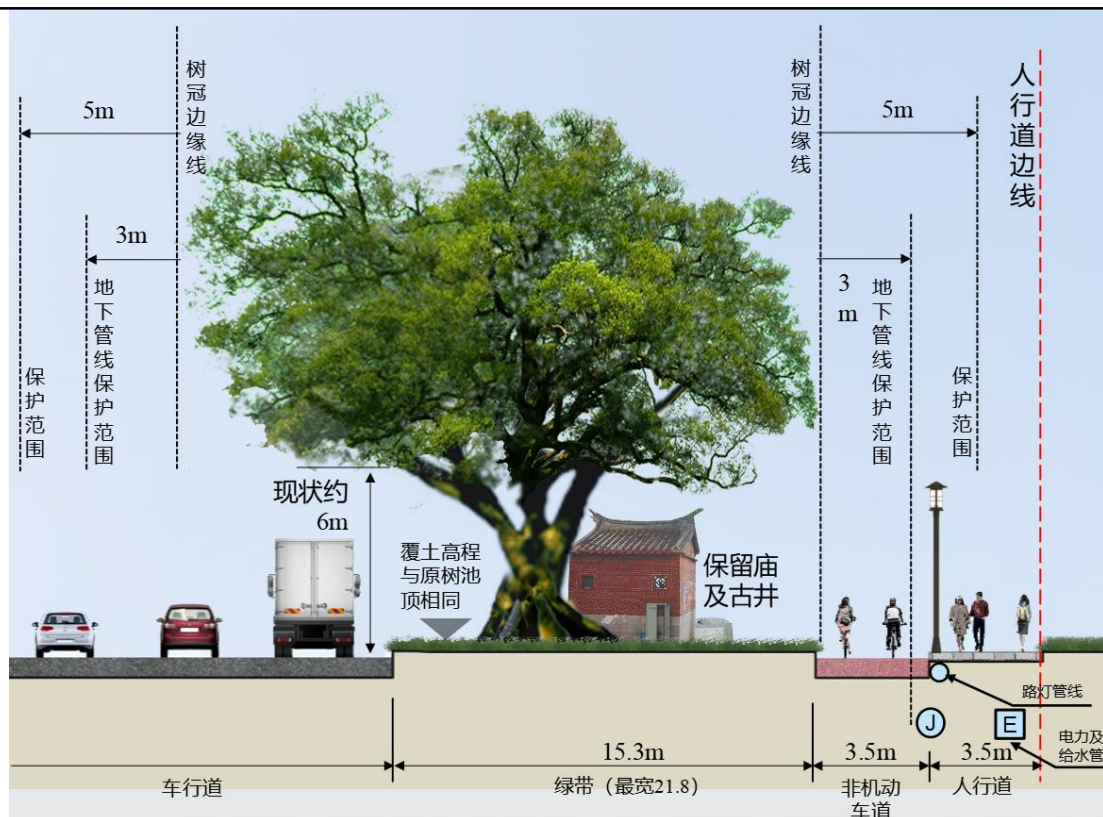 5m
树冠边缘线
3m
地下管线保护范围
保护范围
树冠边缘线
5m
人行道边线
3
m
地下管线保护范围
保护范围
现状约
6m
覆土高程
与原树池
顶相同
保留庙
及古井
路灯管线
J
E
电力及
给水管
15.3m
3.5m
3.5m
车行道
绿带（最宽21.8）
非机动
车道
人行道